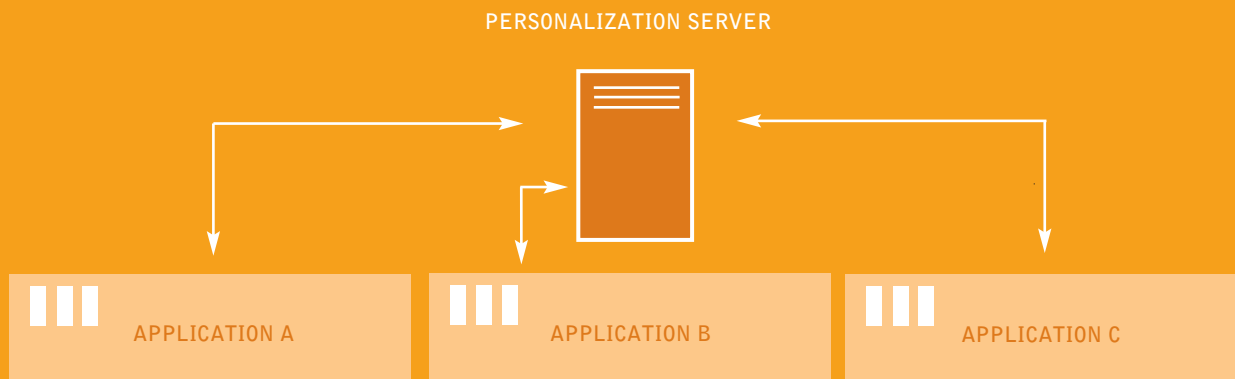 PERSONALIZATION SERVER
APPLICATION A
APPLICATION B
APPLICATION C